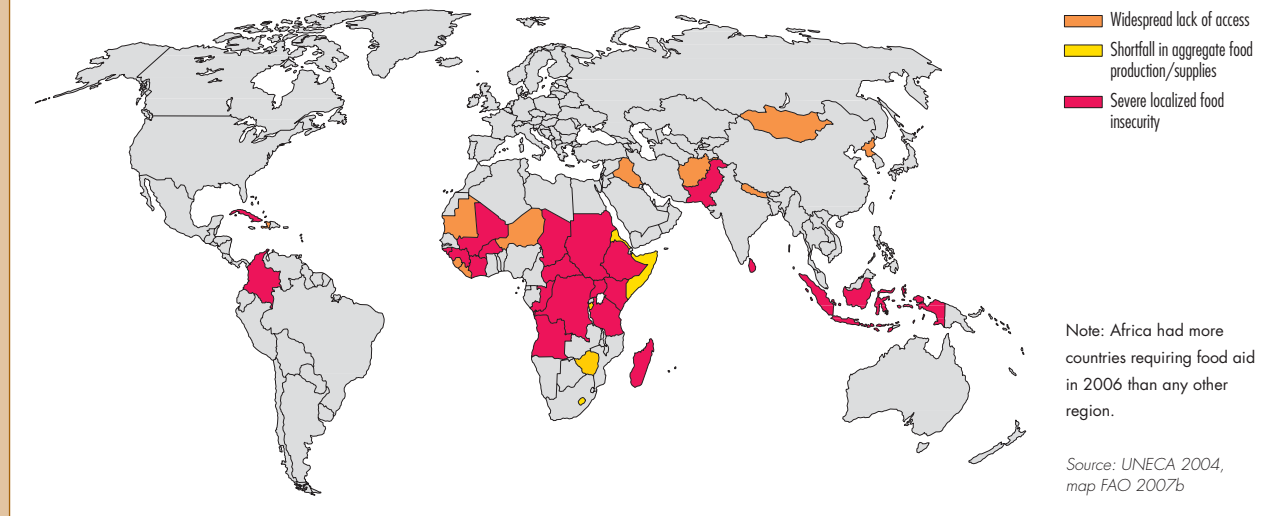 Widespread lack of access
Shortfall in aggregate food
production/supplies
Severe localized food
insecurity
Note: Africa had more
countries requiring food aid
in 2006 than any other
region.
Source: UNECA 2004,
map FAO 2007b